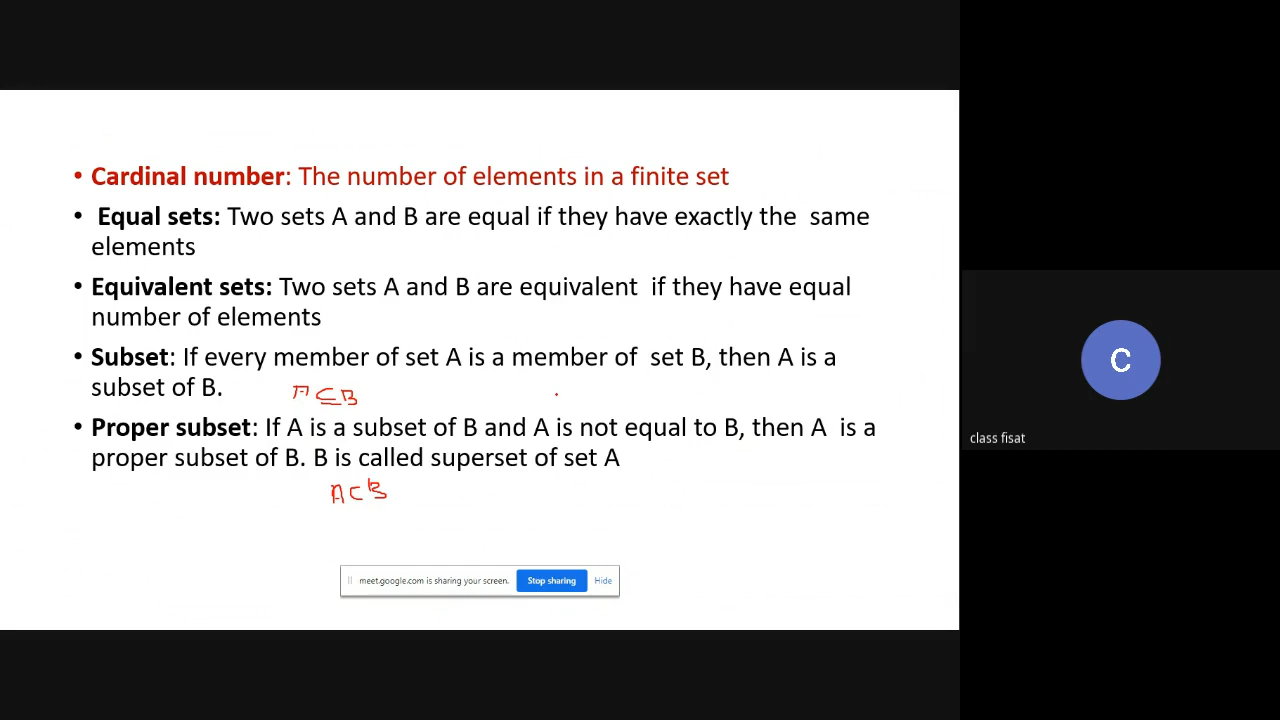 • Cardinal number: The number of elements in a finite set
• Equal sets: Two sets A and B are equal if they have exactly the same
elements
• Equivalent sets: Two sets A and B are equivalent if they have equal
number of elements
• Subset: If every member of set A is a member of set B, then A is a
subset of B.
A ⊆ B
• Proper subset: If A is a subset of B and A is not equal to B, then A is a
proper subset of B. B is called superset of set A
A ⊂ B
meet.google.com is sharing your screen. Stop sharing Hide
C
class fisat